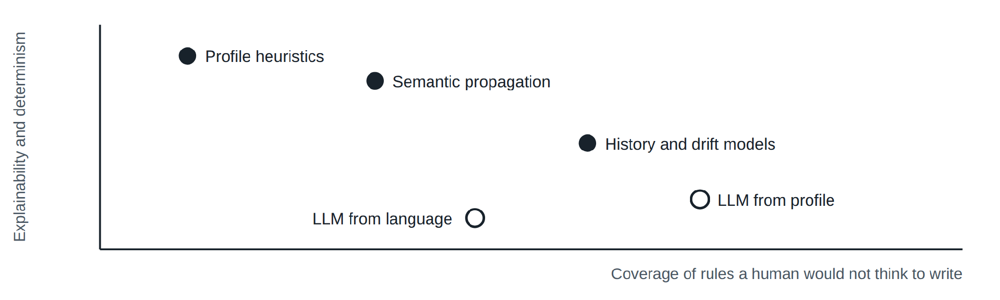 Explainability and determinism
Profile heuristics
Semantic propagation
History and drift models
LLM from profile
LLM from language
Coverage of rules a human would not think to write